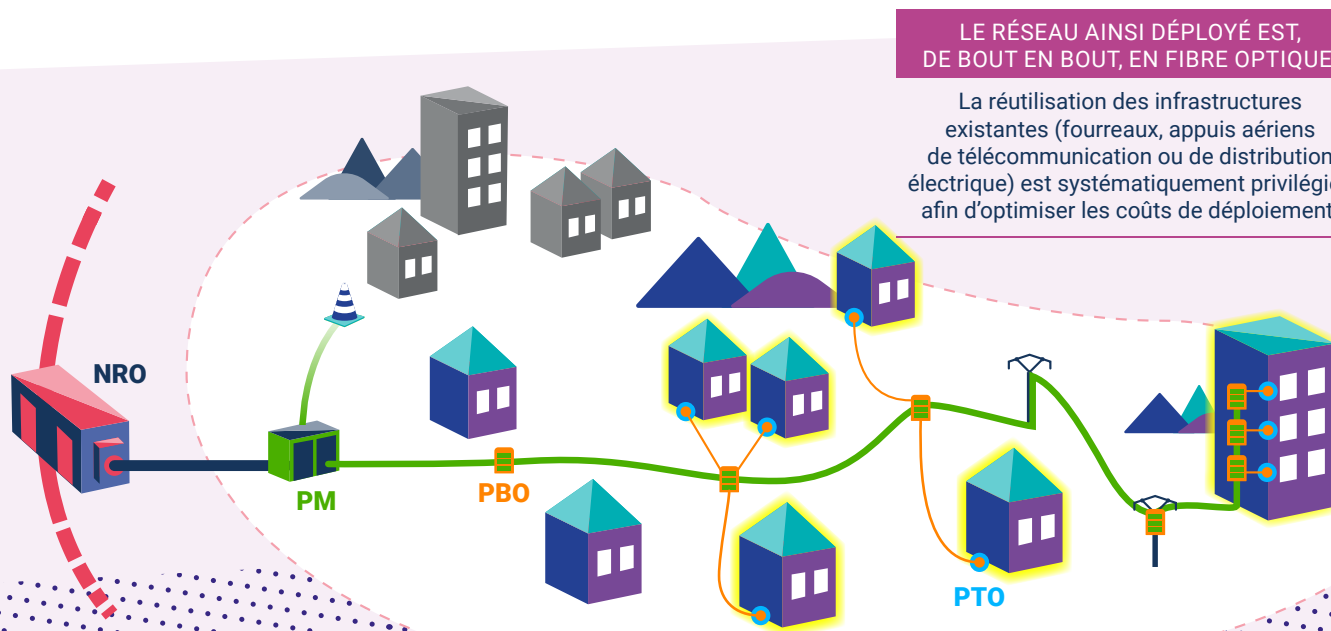 LE RÉSEAU AINSI DÉPLOYÉ EST,
DE BOUT EN BOUT, EN FIBRE OPTIQUE
La réutilisation des infrastructures
existantes (fourreaux, appuis aériens
de télécommunication ou de distribution
électrique) est systématiquement
afin d’optimiser les coûts de déploiement
NRO
PM
PBO
PTO